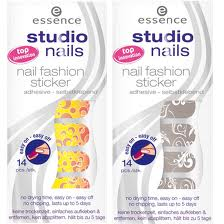 essence
studio
nails
top
innovation
nail fashion
sticker
adhesive - selbstklebend
easy on - easy off
14
pcs./stk.
no drying time, easy on - easy off
no chipping, lasts up to 5 days
keine trockenzeit, einfaches aufkleben &
entfernen, kein absplittern, hält bis zu 5 tage
essence
studio
nails
top
innovation
nail fashion
sticker
adhesive - selbstklebend
easy on - easy off
14
pcs./stk.
no drying time, easy on - easy off
no chipping, lasts up to 5 days
keine trockenzeit, einfaches aufkleben &
entfernen, kein absplittern, hält bis zu 5 tage